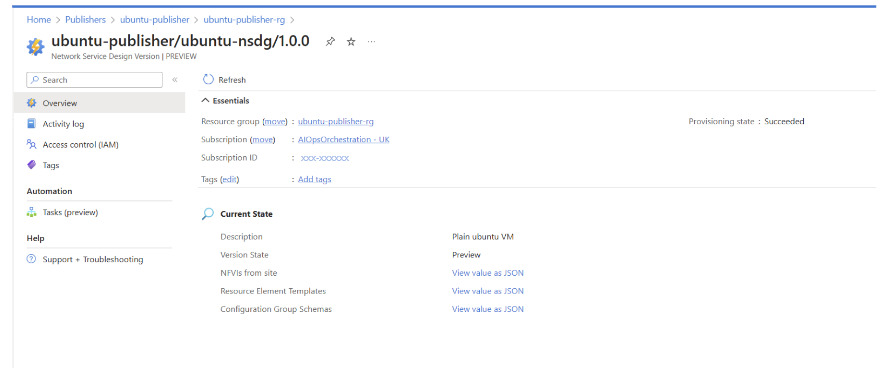 Home > Publishers > ubuntu-publisher > ubuntu-publisher-rg >
ubuntu-publisher/ubuntu-nsdg/1.0.0 ...
Network Service Design Version | PREVIEW
Search «
Refresh
Overview
Activity log
Access control (IAM)
Tags
Automation
Tasks (preview)
Help
Support + Troubleshooting
Essentials
Resource group (move) : ubuntu-publisher-rg
Provisioning state : Succeeded
Subscription (move) : AIOpsOrchestration - UK
Subscription ID : xxx-xxxxxx
Tags (edit) : Add tags
Current State
Description Plain ubuntu VM
Version State Preview
NFVIs from site View value as JSON
Resource Element Templates View value as JSON
Configuration Group Schemas View value as JSON